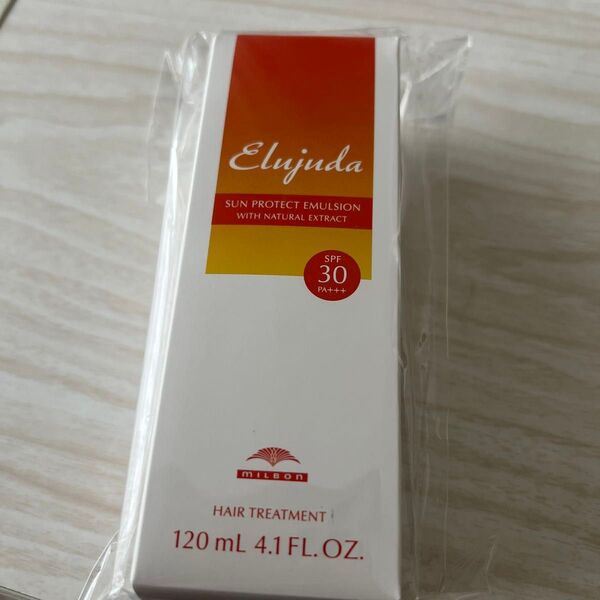 Elujuda
SUN PROTECT EMULSION
WITH NATURAL EXTRACT
SPF
30
PA+++
MILBON
HAIR TREATMENT
120 mL 4.1 FL. OZ.